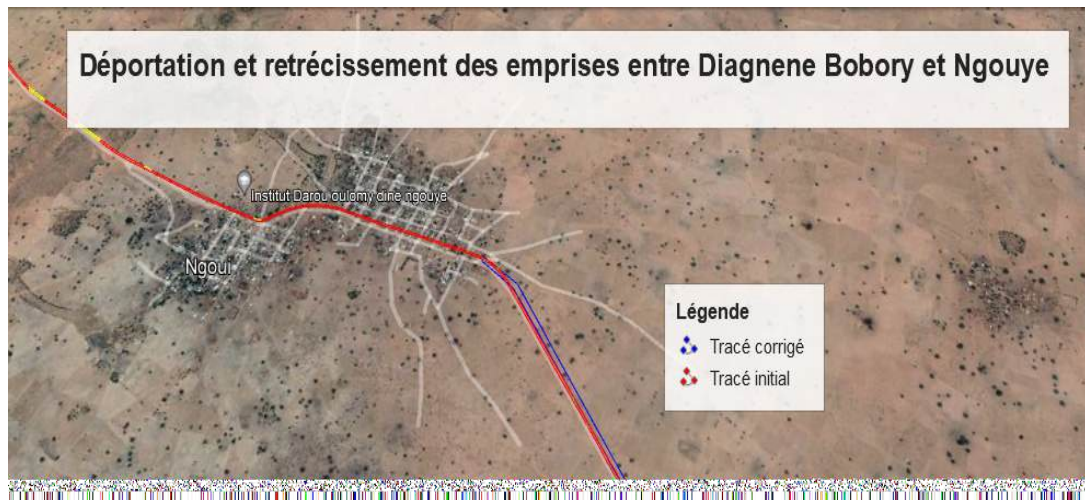 Déportation et retrécissement des emprises entre Diagnene Bobory et Ngouye
Institut Darou oulomy dine ngouye
Ngoui
Légende
Tracé corrigé
Tracé initial